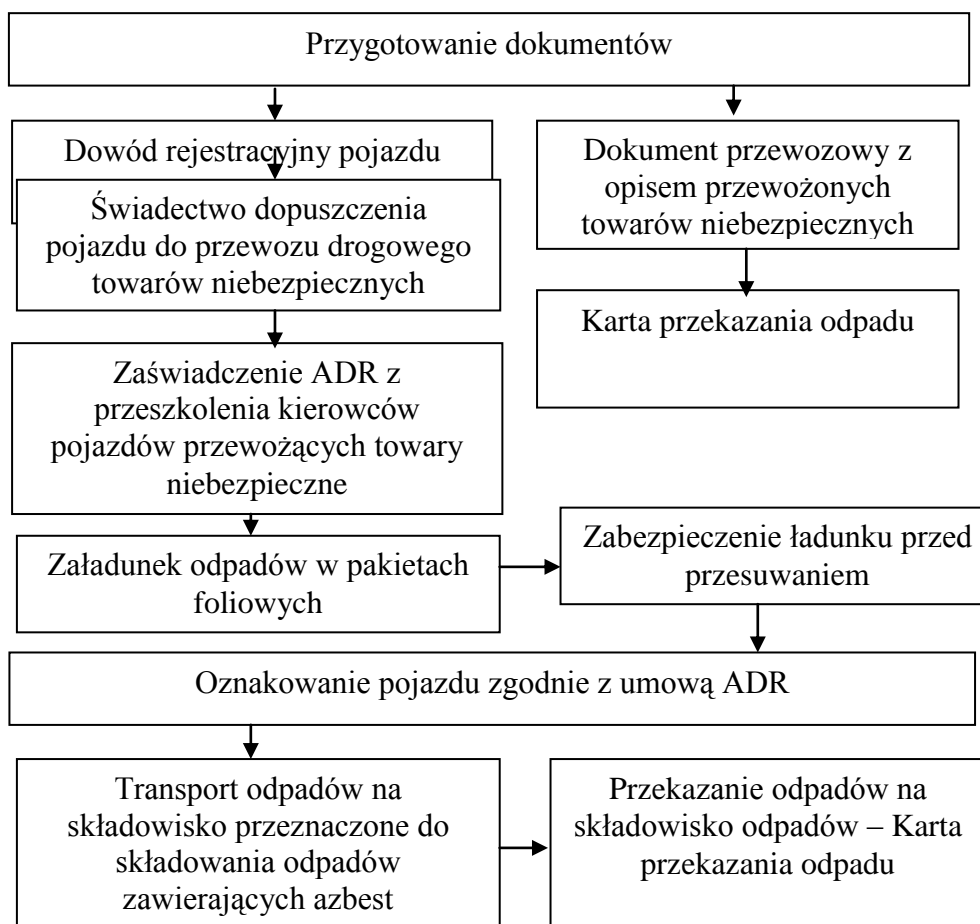 Przygotowanie dokumentów
Dowód rejestracyjny pojazdu
Świadectwo dopuszczenia
pojazdu do przewozu drogowego
towarów niebezpiecznych
Zaświadczenie ADR z
przeszkolenia kierowców
pojazdów przewożących towary
niebezpieczne
Dokument przewozowy z
opisem przewożonych
towarów niebezpiecznych
Karta przekazania odpadu
Załadunek odpadów w pakietach
foliowych
Zabezpieczenie ładunku przed
przesuwaniem
Oznakowanie pojazdu zgodnie z umową ADR
Transport odpadów na
składowisko przeznaczone do
składowania odpadów
zawierających azbest
Przekazanie odpadów na
składowisko odpadów – Karta
przekazania odpadu